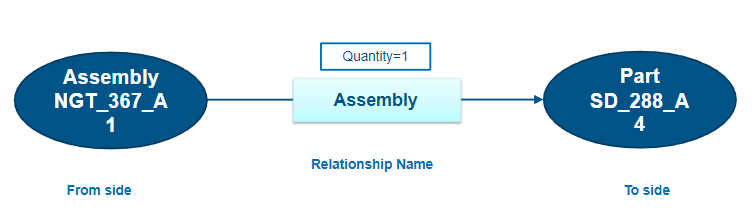 Quantity=1
Assembly
NGT_367_A
1
Assembly
Part
SD_288_A
4
Relationship Name
From side
To side